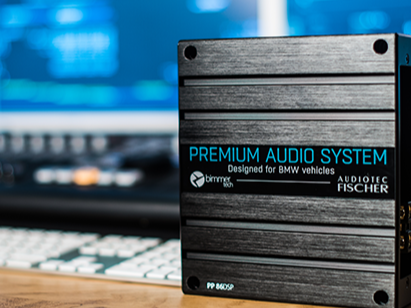 PREMIUM AUDIO SYSTEM
Designed for BMW vehicles
bimmer
tech
AUDIOTEC
FISCHER
PP 86DSP